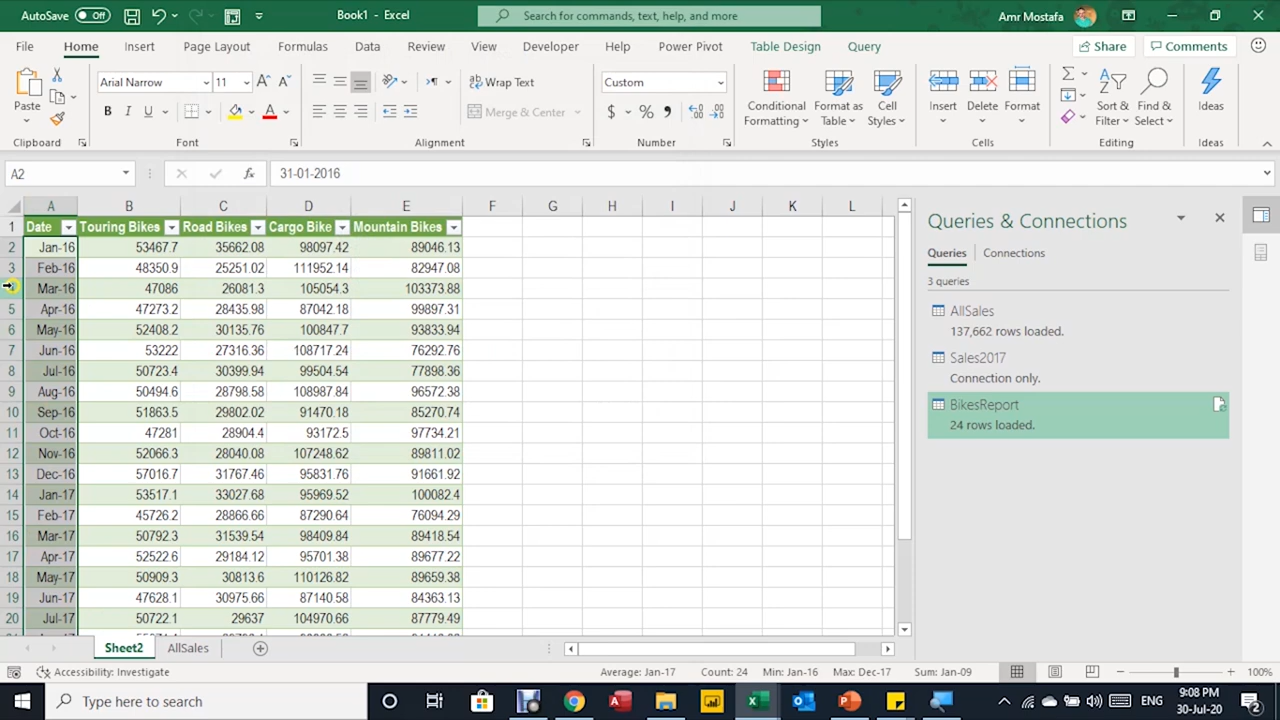 AutoSave Off Book1 - Excel Search for commands, text, help, and more Amr Mostafa
File Home Insert Page Layout Formulas Data Review View Developer Help Power Pivot Table Design Query Share Comments
Arial Narrow 11 Wrap Text Custom
Paste B I U Merge & Center $ % Conditional Formatting Format as Table Cell Styles Insert Delete Format Sort & Filter Find & Select Ideas
Clipboard Font Alignment Number Styles Cells Editing Ideas
A2 fx 31-01-2016
A B C D E F G H I J K L
1 Date Touring Bikes Road Bikes Cargo Bike Mountain Bikes
2 Jan-16 53467.7 35662.08 98097.42 89046.13
3 Feb-16 48350.9 25251.02 111952.14 82947.08
Mar-16 47086 26081.3 105054.3 103373.88
5 Apr-16 47273.2 28435.98 87042.18 99897.31
6 May-16 52408.2 30135.76 100847.7 93833.94
7 Jun-16 53222 27316.36 108717.24 76292.76
8 Jul-16 50723.4 30399.94 99504.54 77898.36
9 Aug-16 50494.6 28798.58 108987.84 96572.38
10 Sep-16 51863.5 29802.02 91470.18 85270.74
11 Oct-16 47281 28904.4 93172.5 97734.21
12 Nov-16 52066.3 28040.08 107248.62 89811.02
13 Dec-16 57016.7 31767.46 95831.76 91661.92
14 Jan-17 53517.1 33027.68 95969.52 100082.4
15 Feb-17 45726.2 28866.66 87290.64 76094.29
16 Mar-17 50792.3 31539.54 98409.84 89418.54
17 Apr-17 52522.6 29184.12 95701.38 89677.22
18 May-17 50909.3 30813.6 110126.82 89659.38
19 Jun-17 47628.1 30975.66 87140.58 84363.13
20 Jul-17 50722.1 29637 104970.66 87779.49
Queries & Connections
Queries Connections
3 queries
AllSales
137,662 rows loaded.
Sales2017
Connection only.
BikesReport
24 rows loaded.
Sheet2 AllSales
Accessibility: Investigate Average: Jan-17 Count: 24 Min: Jan-16 Max: Dec-17 Sum: Jan-09 100%
Type here to search ENG 9:08 PM
30-Jul-20 2